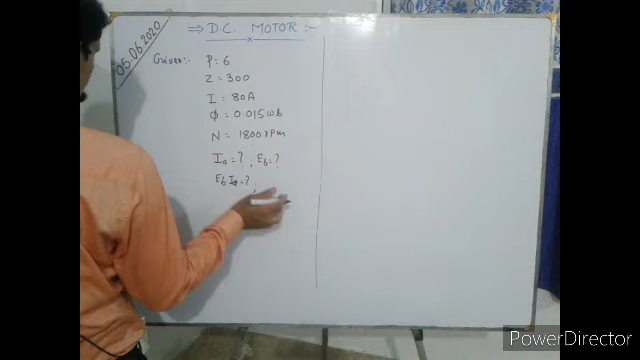 05.06.2020
⇒ D.C. MOTOR :-
Given:- P = 6
Z = 300
I = 80A
Φ = 0.015 wb
N = 1800 rpm
Ia = ? , Eb = ?
Eb Ia = ? ,
PowerDirector